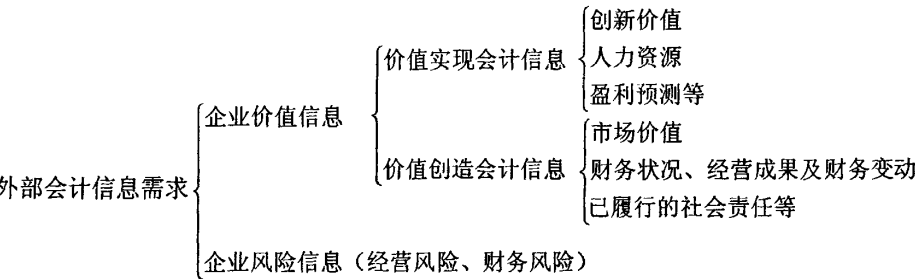 创新价值
价值实现会计信息
人力资源
盈利预测等
企业价值信息
市场价值
价值创造会计信息
财务状况、经营成果及财务变动
外部会计信息需求
已履行的社会责任等
企业风险信息（经营风险、财务风险）